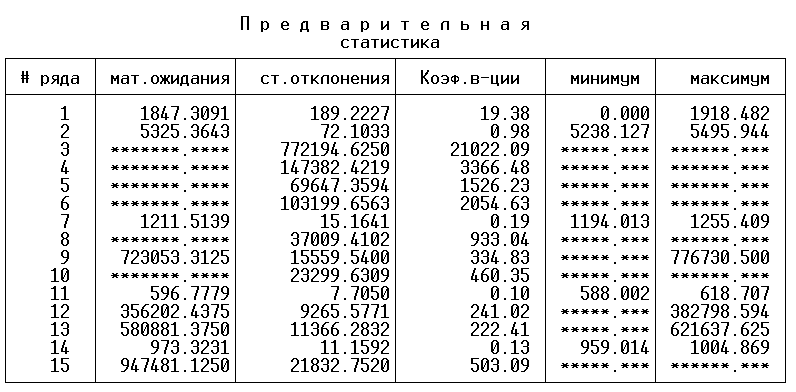 П р е д в а р и т е л ь н а я
статистика
# ряда мат.ожидания ст.отклонения Коэф.в-ции минимум максимум
1 1847.3091 189.2227 19.38 0.000 1918.482
2 5325.3643 72.1033 0.98 5238.127 5495.944
3 *******.**** 772194.6250 21022.09 *****.*** ******.***
4 *******.**** 147382.4219 3366.48 *****.*** ******.***
5 *******.**** 69647.3594 1526.23 *****.*** ******.***
6 *******.**** 103199.6563 2054.63 *****.*** ******.***
7 1211.5139 15.1641 0.19 1194.013 1255.409
8 *******.**** 37009.4102 933.04 *****.*** ******.***
9 723053.3125 15559.5400 334.83 *****.*** 776730.500
10 *******.**** 23299.6309 460.35 *****.*** ******.***
11 596.7779 7.7050 0.10 588.002 618.707
12 356202.4375 9265.5771 241.02 *****.*** 382798.594
13 580881.3750 11366.2832 222.41 *****.*** 621637.625
14 973.3231 11.1592 0.13 959.014 1004.869
15 947481.1250 21832.7520 503.09 *****.*** ******.***